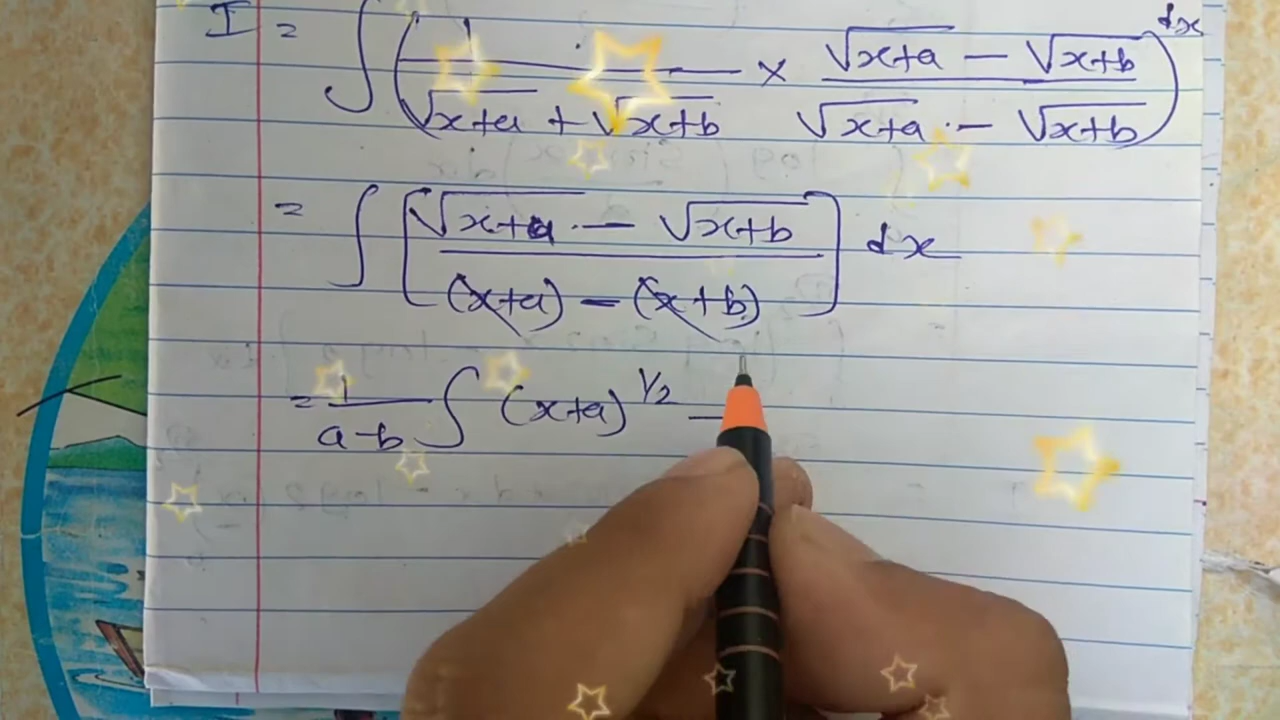 I = ∫ ( 1 / (√(x+a) + √(x+b)) × (√(x+a) - √(x+b)) / (√(x+a) - √(x+b)) ) dx
= ∫ [ (√(x+a) - √(x+b)) / ((x+a) - (x+b)) ] dx
= 1/(a-b) ∫ (x+a)^1/2 -